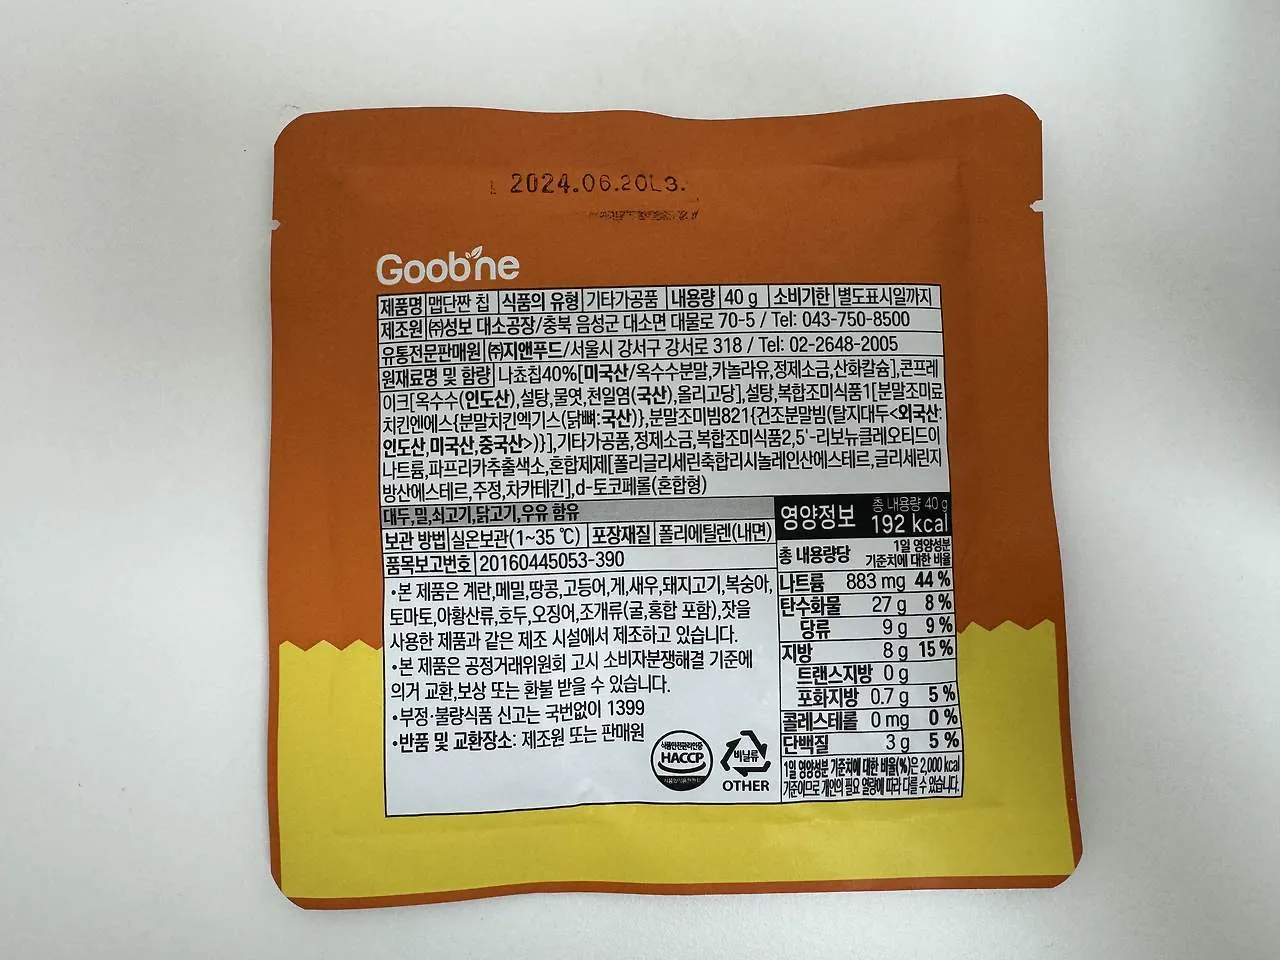 2024.06.20L3.
Goobne
제품명 맵단짠 칩 식품의 유형 기타가공품 내용량 40 g 소비기한 별도표시일까지
제조원 ㈜성보 대소공장/충북 음성군 대소면 대물로 70-5 / Tel: 043-750-8500
유통전문판매원 ㈜지앤푸드/서울시 강서구 강서로 318 / Tel: 02-2648-2005
원재료명 및 함량 나쵸칩40%[미국산/옥수수분말,카놀라유,정제소금,산화칼슘],콘프레
이크[옥수수(인도산),설탕,물엿,천일염(국산),올리고당],설탕,복합조미식품1[분말조미료
치킨엔에스{분말치킨엑기스(닭뼈:국산)},분말조미빔821{건조분말빔(탈지대두<외국산:
인도산,미국산,중국산>)}],기타가공품,정제소금,복합조미식품2,5'-리보뉴클레오티드이
나트륨,파프리카추출색소,혼합제제[폴리글리세린축합리시놀레인산에스테르,글리세린지
방산에스테르,주정,차카테킨],d-토코페롤(혼합형)
대두,밀,쇠고기,닭고기,우유 함유
보관 방법 실온보관(1~35 ℃) 포장재질 폴리에틸렌(내면)
품목보고번호 20160445053-390
•본 제품은 계란,메밀,땅콩,고등어,게,새우,돼지고기,복숭아,
토마토,아황산류,호두,오징어,조개류(굴,홍합 포함),잣을
사용한 제품과 같은 제조 시설에서 제조하고 있습니다.
•본 제품은 공정거래위원회 고시 소비자분쟁해결 기준에
의거 교환,보상 또는 환불 받을 수 있습니다.
•부정·불량식품 신고는 국번없이 1399
•반품 및 교환장소: 제조원 또는 판매원
HACCP
비닐류
OTHER
영양정보 총 내용량 40 g
192 kcal
총 내용량당 1일 영양성분
기준치에 대한 비율
나트륨 883 mg 44 %
탄수화물 27 g 8 %
당류 9 g 9 %
지방 8 g 15 %
트랜스지방 0 g
포화지방 0.7 g 5 %
콜레스테롤 0 mg 0 %
단백질 3 g 5 %
1일 영양성분 기준치에 대한 비율(%)은 2,000 kcal
기준이므로 개인의 필요 열량에 따라 다를 수 있습니다.